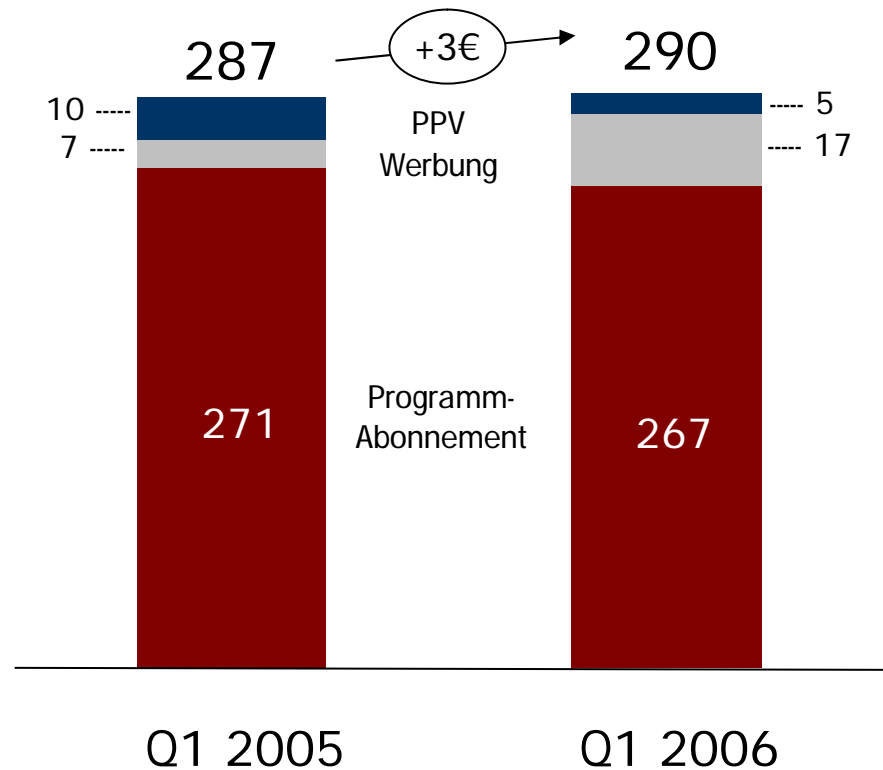 +3€
287
290
10
7
PPV
Werbung
5
17
271
Programm-
Abonnement
267
Q1 2005
Q1 2006